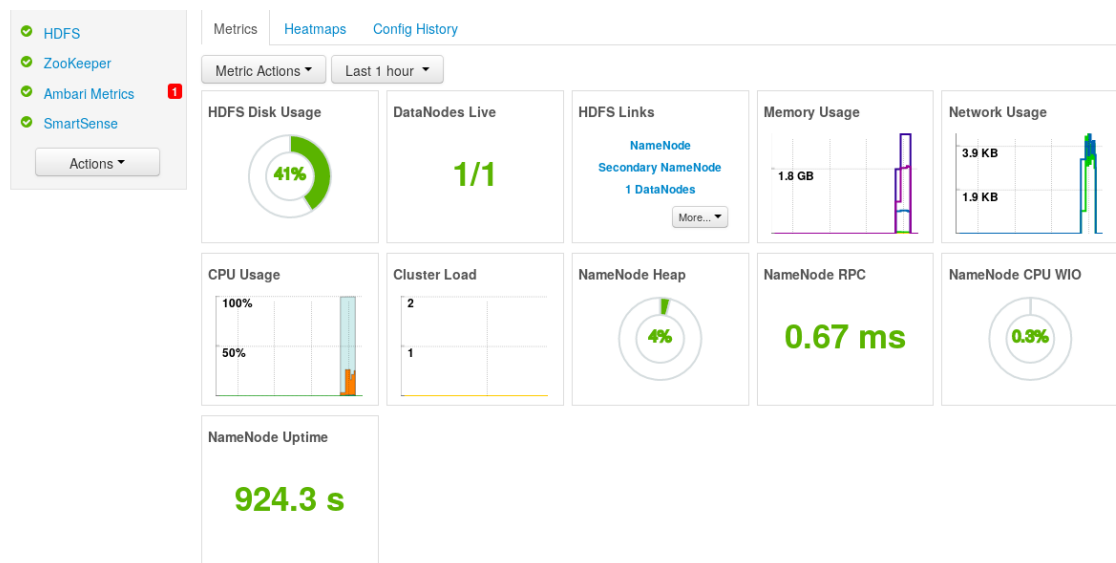 HDFS
ZooKeeper
Ambari Metrics 1
SmartSense
Actions
Metrics Heatmaps Config History
Metric Actions Last 1 hour
HDFS Disk Usage
41%
DataNodes Live
1/1
HDFS Links
NameNode
Secondary NameNode
1 DataNodes
More...
Memory Usage
1.8 GB
Network Usage
3.9 KB
1.9 KB
CPU Usage
100%
50%
Cluster Load
2
1
NameNode Heap
4%
NameNode RPC
0.67 ms
NameNode CPU WIO
0.3%
NameNode Uptime
924.3 s